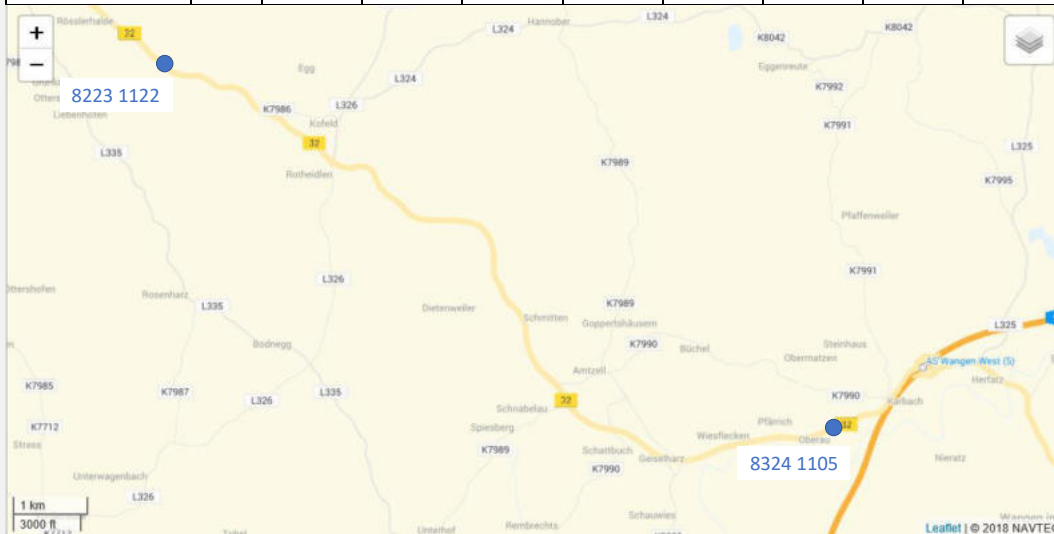 Rösslerhalde
+
32
Hannober
L324
L324
K8042
K8042
−
Egg
L324
Eggenreute
8223 1122
K7992
Liebenhofen
K7986
L326
Kofeld
K7991
32
L335
L325
K7989
Rotheidlen
K7995
Pfaffenweiler
K7991
L326
Rosenharz
L335
Dietenweiler
K7989
Schmitten
Goppertshäusern
L325
Bodnegg
K7990
Büchel
Steinhaus
Obermatzen
AS Wangen-West (5)
Amtzell
Herfatz
K7985
K7987
L335
L326
K7990
Karbach
32
Schnabelau
K7712
Spiesberg
Pfärrich
Wiesflecken
Oberau
Stress
K7989
Schattbuch
Geiselharz
8324 1105
Nieratz
K7990
Unterwagenbach
L326
1 km
3000 ft
Schauwies
Unterhof
Rembrechts
Leaflet | © 2018 NAVTEQ